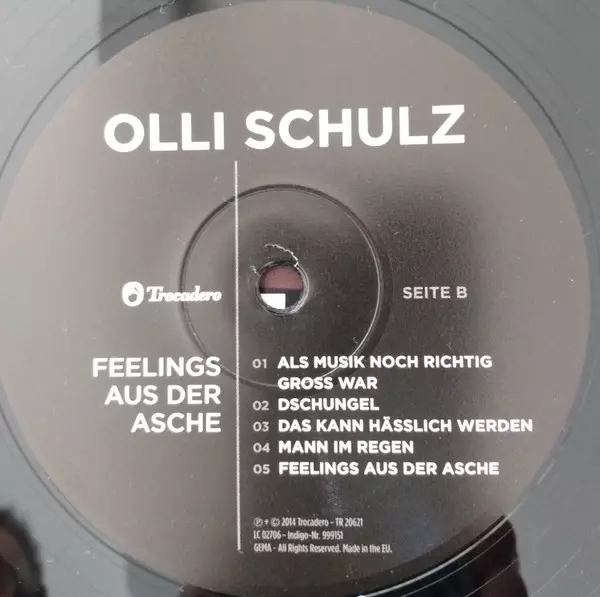 OLLI SCHULZ
Trocadero
SEITE B
FEELINGS
AUS DER
ASCHE
01 ALS MUSIK NOCH RICHTIG
GROSS WAR
02 DSCHUNGEL
03 DAS KANN HÄSSLICH WERDEN
04 MANN IM REGEN
05 FEELINGS AUS DER ASCHE
℗ + © 2014 Trocadero - TR 20621
LC 02706 - Indigo-Nr. 999151
GEMA - All Rights Reserved. Made in the EU.